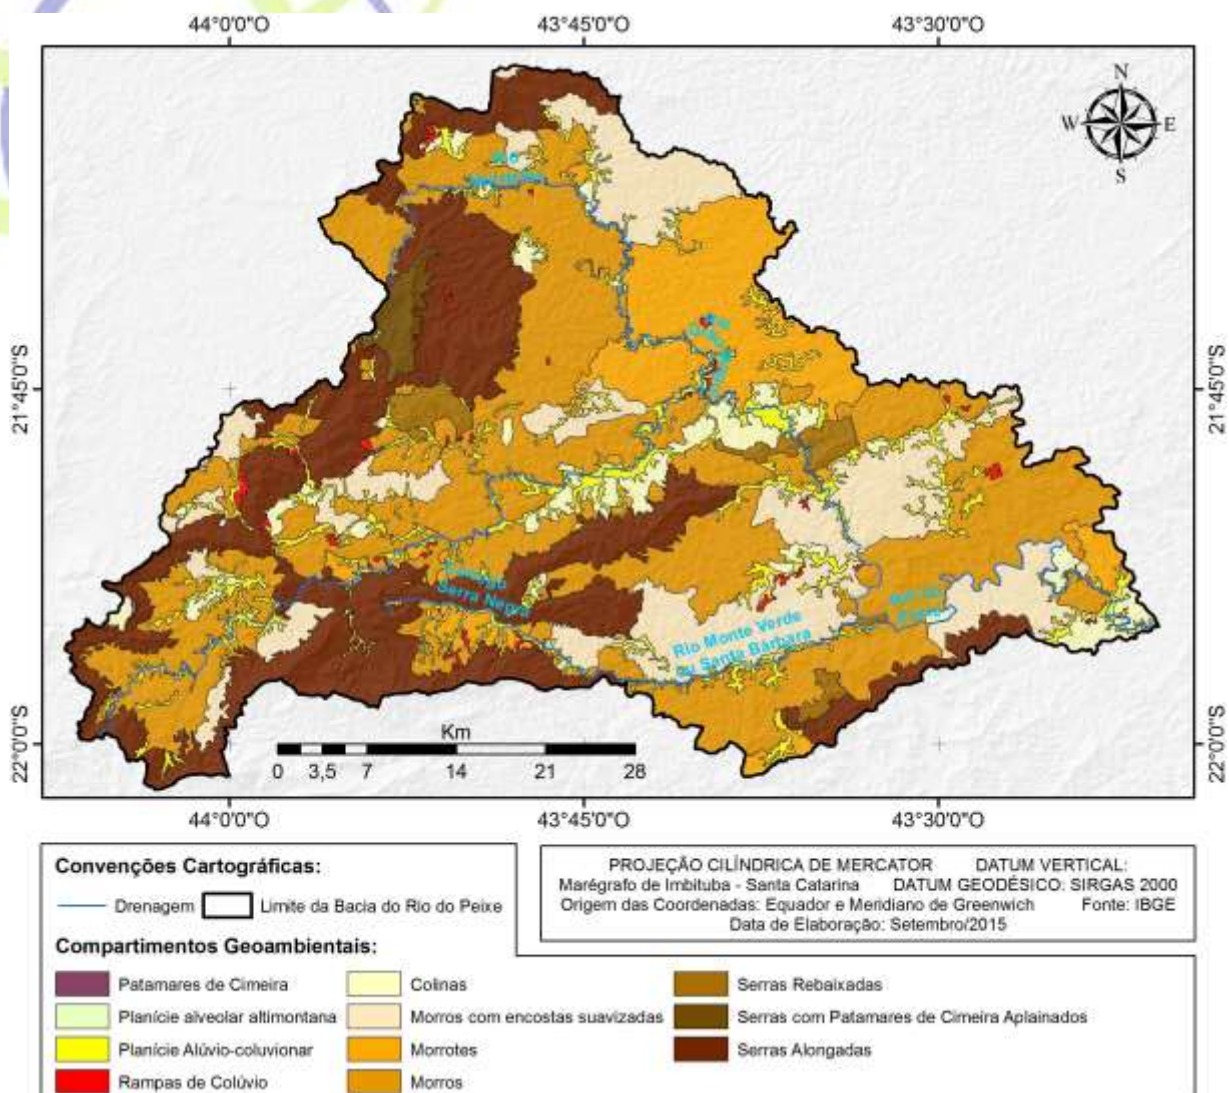 44°0'0"O 43°45'0"O 43°30'0"O
N
W E
S
21°45'0"S 21°45'0"S
Rio
Serra Negra
Rio Monte Verde
ou Santa Bárbara
22°0'0"S 22°0'0"S
Km
0 3,5 7 14 21 28
44°0'0"O 43°45'0"O 43°30'0"O
Convenções Cartográficas:
Drenagem Limite da Bacia do Rio do Peixe
PROJEÇÃO CILÍNDRICA DE MERCATOR DATUM VERTICAL:
Marégrafo de Imbituba - Santa Catarina DATUM GEODÉSICO: SIRGAS 2000
Origem das Coordenadas: Equador e Meridiano de Greenwich Fonte: IBGE
Data de Elaboração: Setembro/2015
Compartimentos Geoambientais:
Patamares de Cimeira Colinas Serras Rebaixadas
Planície alveolar altimontana Morros com encostas suavizadas Serras com Patamares de Cimeira Aplainados
Planície Alúvio-coluvionar Morrotes Serras Alongadas
Rampas de Colúvio Morros